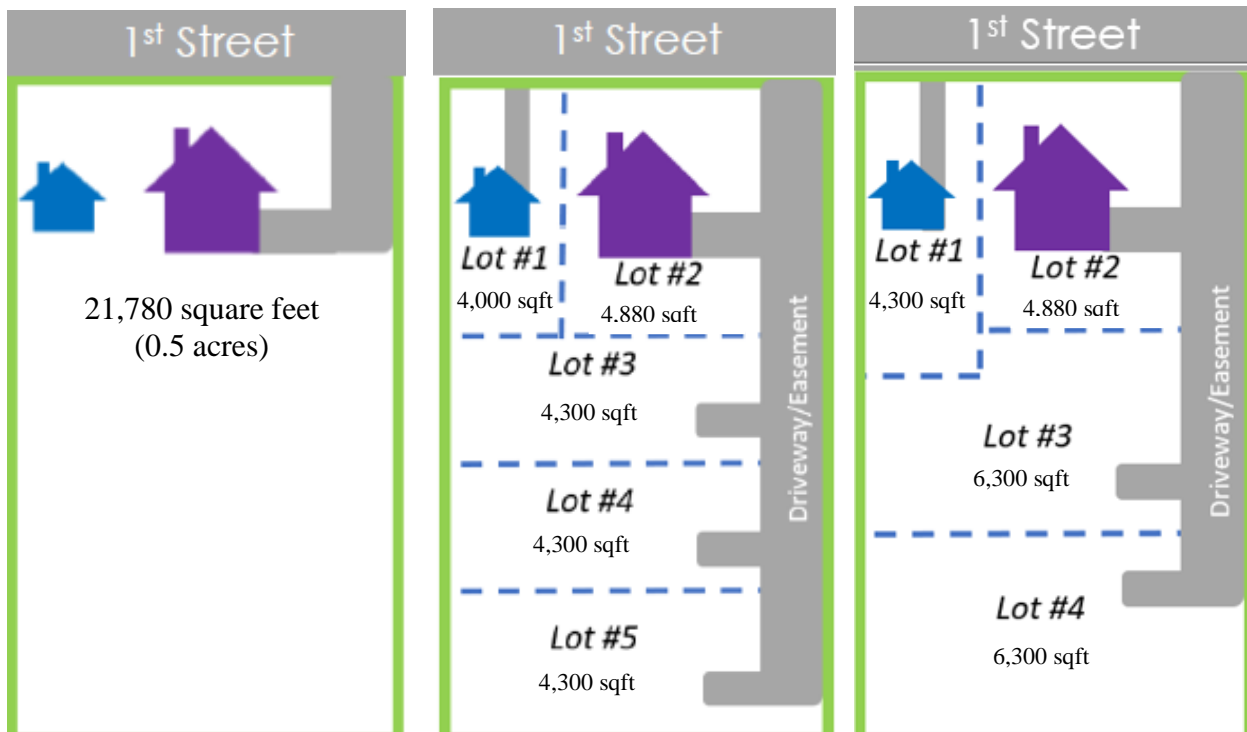 1st Street
21,780 square feet
(0.5 acres)
1st Street
Lot #1
4,000 sqft
Lot #2
4.880 sqft
Lot #3
4,300 sqft
Lot #4
4,300 sqft
Lot #5
4,300 sqft
Driveway/Easement
1st Street
Lot #1
4,300 sqft
Lot #2
4.880 sqft
Lot #3
6,300 sqft
Lot #4
6,300 sqft
Driveway/Easement